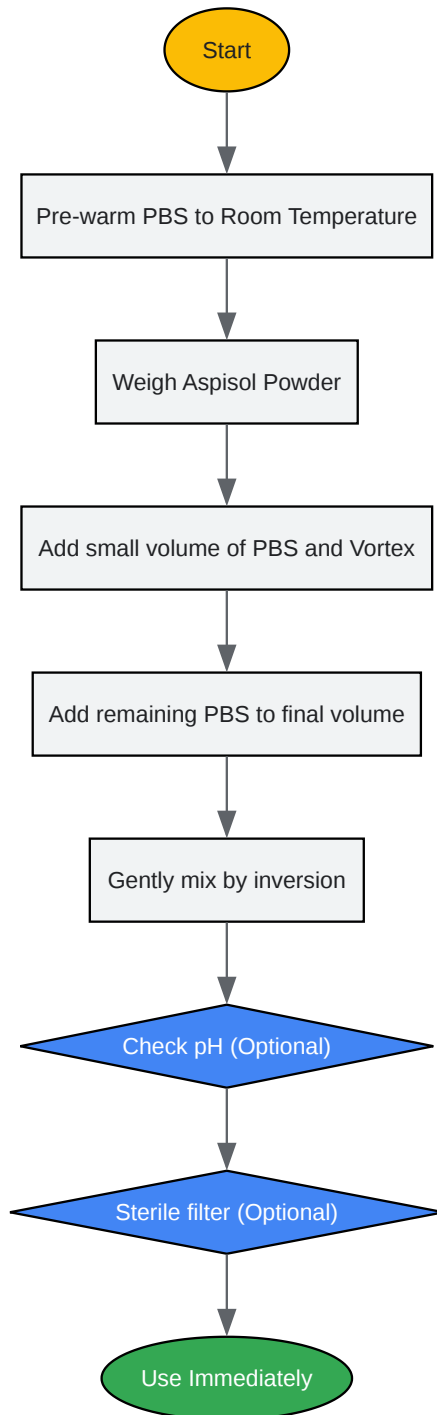 Start
Pre-warm PBS to Room Temperature
Weigh Aspisol Powder
Add small volume of PBS and Vortex
Add remaining PBS to final volume
Gently mix by inversion
Check pH (Optional)
Sterile filter (Optional)
Use Immediately